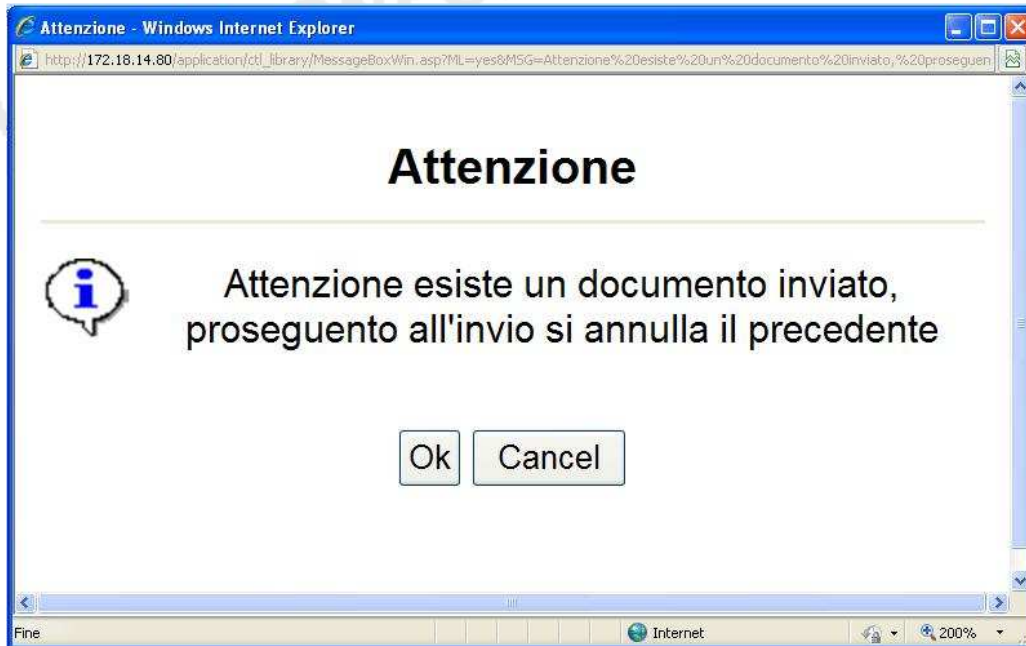 Attenzione - Windows Internet Explorer
http://172.18.14.80/application/ctl_library/MessageBoxWin.asp?ML=yes&MSG=Attenzione%20esiste%20un%20documento%20inviato,%20proseguen
Attenzione
i
Attenzione esiste un documento inviato,
proseguento all'invio si annulla il precedente
Ok Cancel
Fine Internet 200%